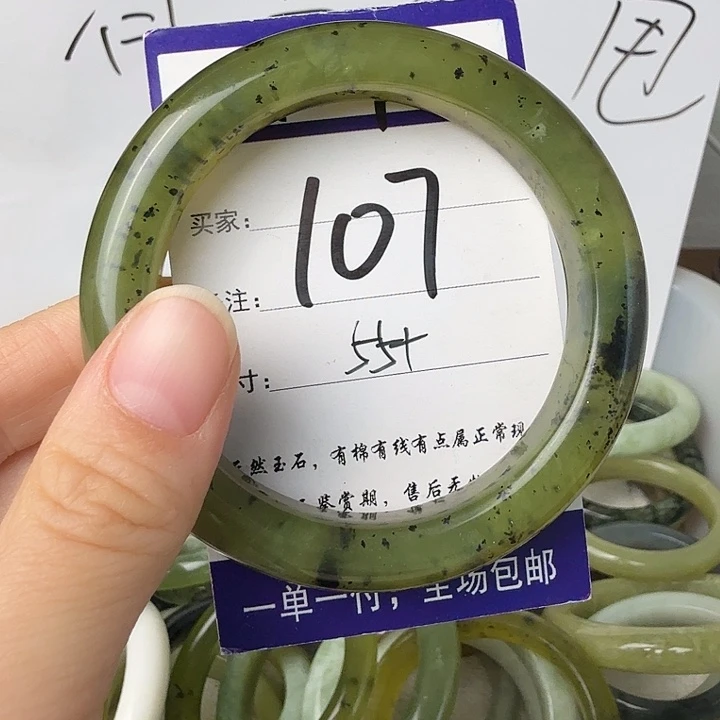 甩
买家：107
注：
寸：55+
然玉石，有棉有线有点属正常现
鉴赏期，售后无
一单一付，全场包邮